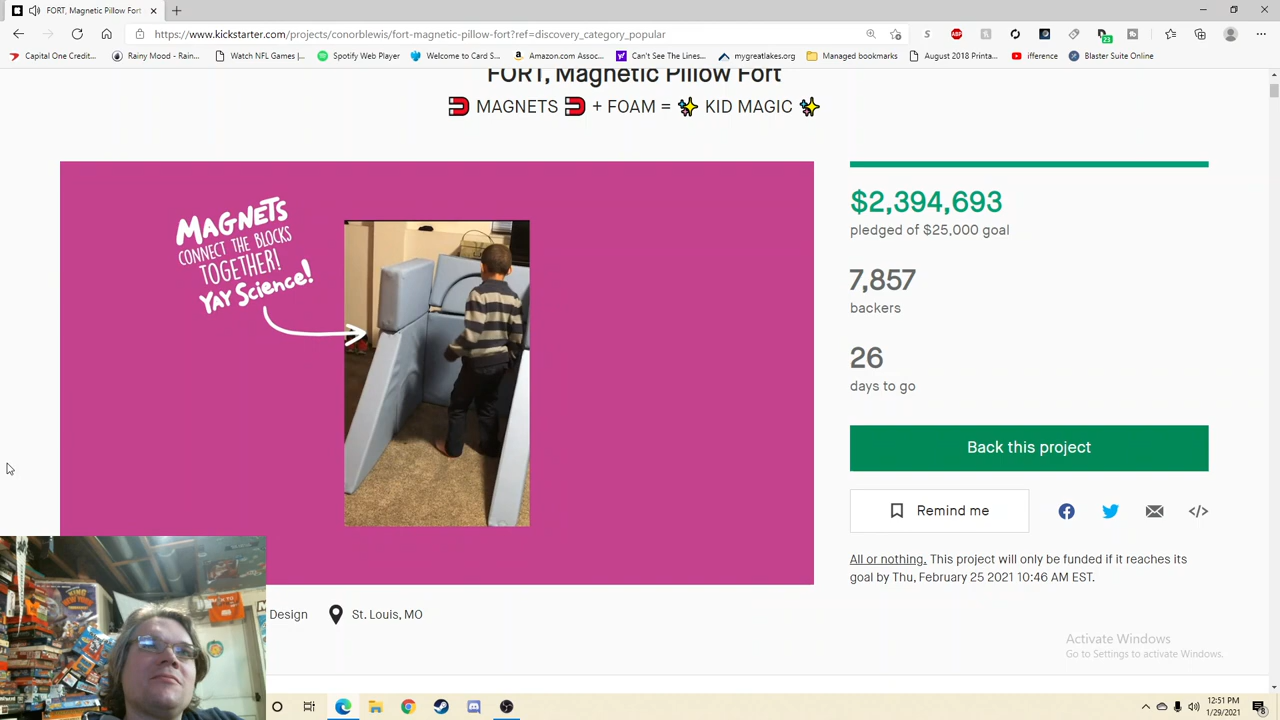 FORT, Magnetic Pillow Fort
https://www.kickstarter.com/projects/conorblewis/fort-magnetic-pillow-fort?ref=discovery_category_popular
23
Capital One Credit...
Rainy Mood - Rain...
Watch NFL Games |...
Spotify Web Player
Welcome to Card S...
Amazon.com Assoc...
Can't See The Lines...
mygreatlakes.org
Managed bookmarks
August 2018 Printa...
ifference
Blaster Suite Online
FORT, Magnetic Pillow Fort
MAGNETS + FOAM = KID MAGIC
MAGNETS
CONNECT THE BLOCKS
TOGETHER!
YAY Science!
$2,394,693
pledged of $25,000 goal
7,857
backers
26
days to go
Back this project
Remind me
All or nothing. This project will only be funded if it reaches its
goal by Thu, February 25 2021 10:46 AM EST.
Design
St. Louis, MO
Activate Windows
Go to Settings to activate Windows.
12:51 PM
1/29/2021
8